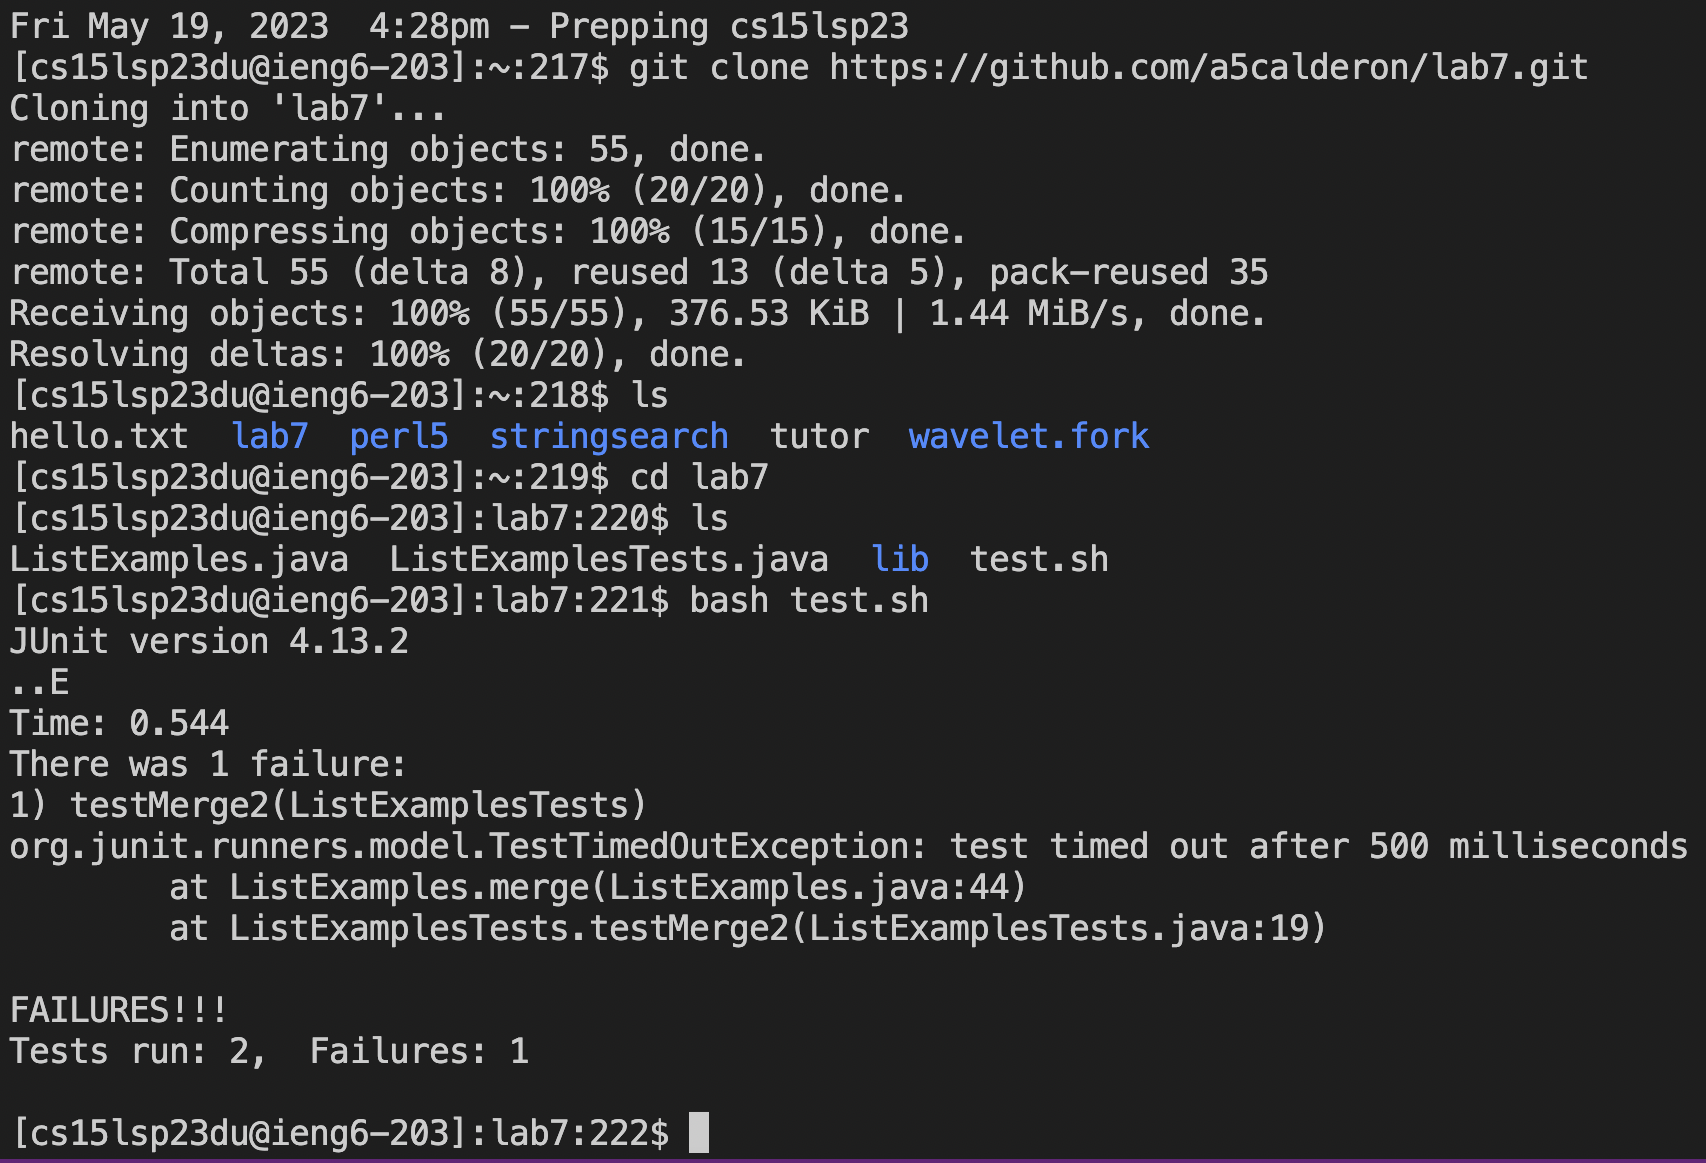 Fri May 19, 2023  4:28pm – Prepping cs15lsp23
[cs15lsp23du@ieng6-203]:~:217$ git clone https://github.com/a5calderon/lab7.git
Cloning into 'lab7'...
remote: Enumerating objects: 55, done.
remote: Counting objects: 100% (20/20), done.
remote: Compressing objects: 100% (15/15), done.
remote: Total 55 (delta 8), reused 13 (delta 5), pack-reused 35
Receiving objects: 100% (55/55), 376.53 KiB | 1.44 MiB/s, done.
Resolving deltas: 100% (20/20), done.
[cs15lsp23du@ieng6-203]:~:218$ ls
hello.txt  lab7  perl5  stringsearch  tutor  wavelet.fork
[cs15lsp23du@ieng6-203]:~:219$ cd lab7
[cs15lsp23du@ieng6-203]:lab7:220$ ls
ListExamples.java  ListExamplesTests.java  lib  test.sh
[cs15lsp23du@ieng6-203]:lab7:221$ bash test.sh
JUnit version 4.13.2
..E
Time: 0.544
There was 1 failure:
1) testMerge2(ListExamplesTests)
org.junit.runners.model.TestTimedOutException: test timed out after 500 milliseconds
        at ListExamples.merge(ListExamples.java:44)
        at ListExamplesTests.testMerge2(ListExamplesTests.java:19)
FAILURES!!!
Tests run: 2,  Failures: 1
[cs15lsp23du@ieng6-203]:lab7:222$